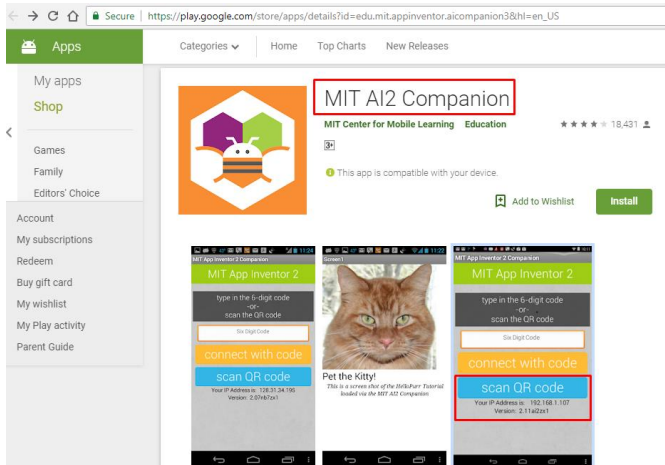 Secure | https://play.google.com/store/apps/details?id=edu.mit.appinventor.aicompanion3&hl=en_US
Apps
Categories Home Top Charts New Releases
My apps
Shop
Games
Family
Editors' Choice
Account
My subscriptions
Redeem
Buy gift card
My wishlist
My Play activity
Parent Guide
MIT AI2 Companion
MIT Center for Mobile Learning Education
18,431
3+
This app is compatible with your device.
Add to Wishlist
Install
11:24
MIT App Inventor 2 Companion
MIT App Inventor 2
type in the 6-digit code
-or-
scan the QR code
Six Digit Code
connect with code
scan QR code
Your IP Address is: 128.31.34.195
Version: 2.07nb7zx1
11:22
Screen1
Pet the Kitty!
This is a screen shot of the HelloPurr Tutorial
loaded via the MIT AI2 Companion
MIT App Inventor 2 Companion
MIT App Inventor 2
type in the 6-digit code
-or-
scan the QR code
Six Digit Code
connect with code
scan QR code
Your IP Address is: 192.168.1.107
Version: 2.11ai2zx1